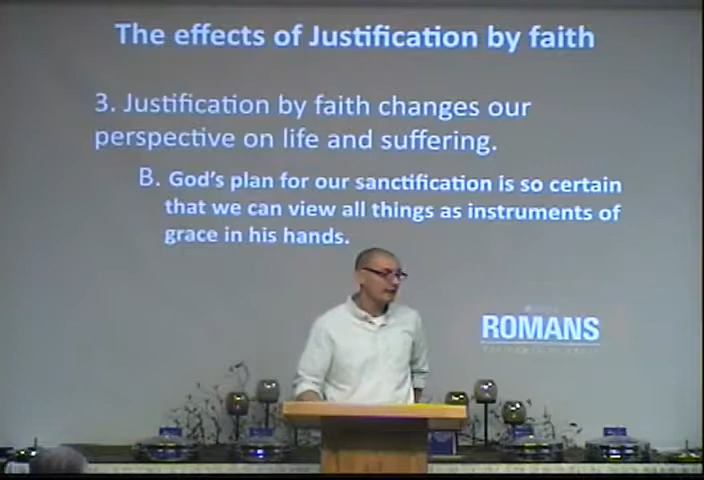 The effects of Justification by faith
3. Justification by faith changes our
perspective on life and suffering.
B. God's plan for our sanctification is so certain
that we can view all things as instruments of
grace in his hands.
ROMANS